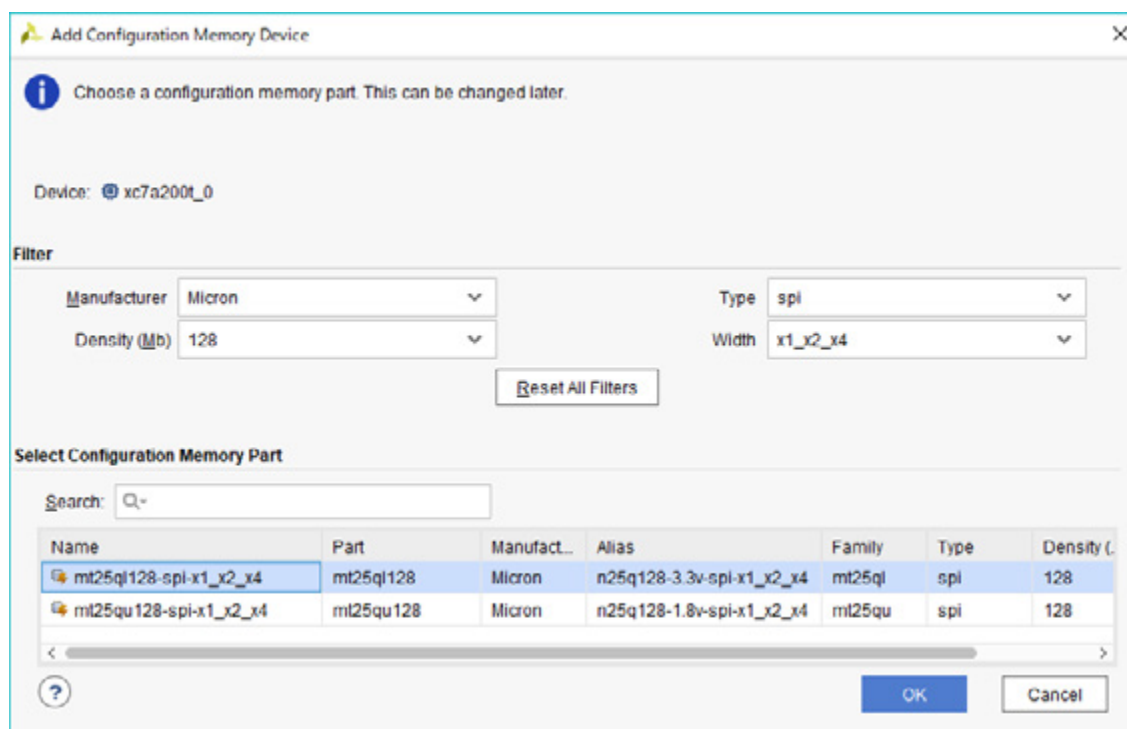 Add Configuration Memory Device
Choose a configuration memory part. This can be changed later.
Device: xc7a200t_0
Filter
Manufacturer Micron Type spi
Density (Mb) 128 Width x1_x2_x4
Reset All Filters
Select Configuration Memory Part
Search:
Name Part Manufact... Alias Family Type Density (.
mt25ql128-spi-x1_x2_x4 mt25ql128 Micron n25q128-3.3v-spi-x1_x2_x4 mt25ql spi 128
mt25qu128-spi-x1_x2_x4 mt25qu128 Micron n25q128-1.8v-spi-x1_x2_x4 mt25qu spi 128
? OK Cancel